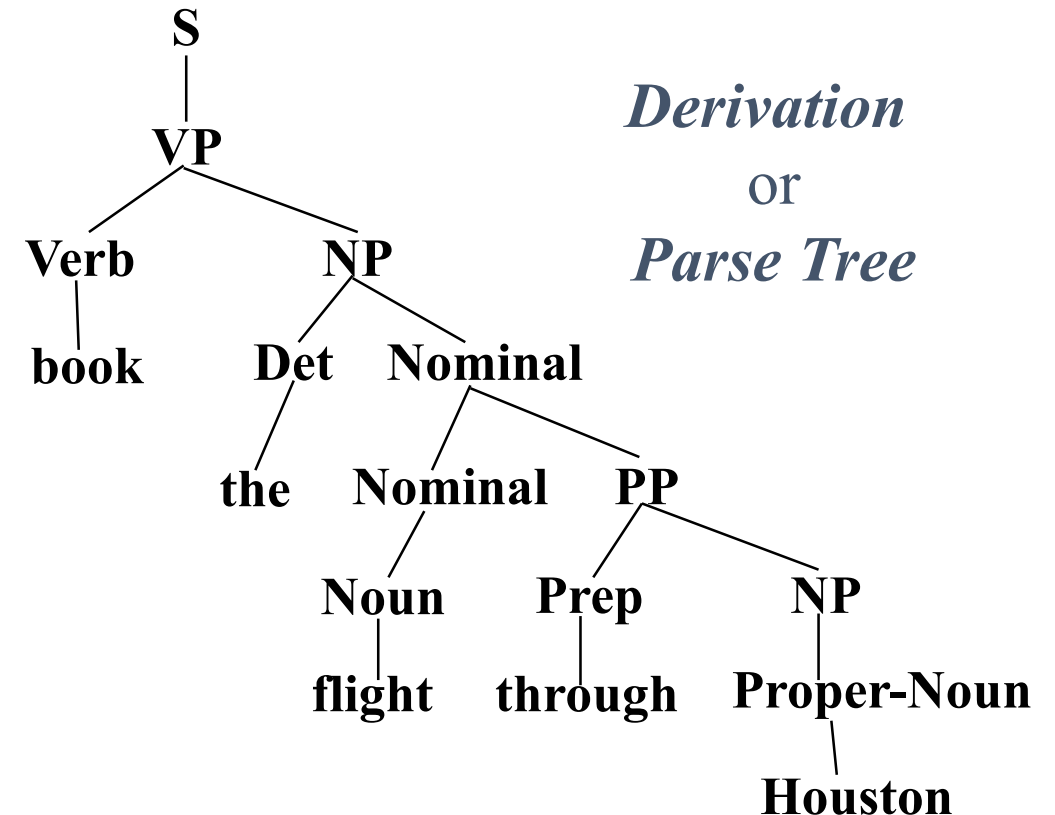 S
Derivation
or
VP
Verb NP
Parse Tree
book Det Nominal
the Nominal PP
Noun Prep NP
flight through Proper-Noun
Houston